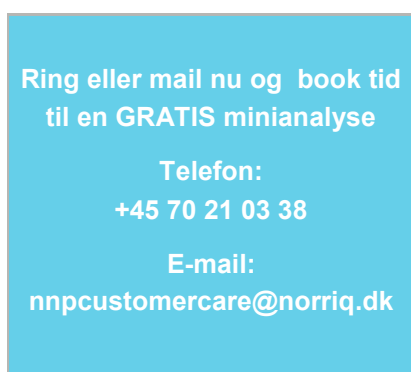 Ring eller mail nu og  book tid
til en GRATIS minianalyse
Telefon:
+45 70 21 03 38
E-mail:
nnpcustomercare@norriq.dk